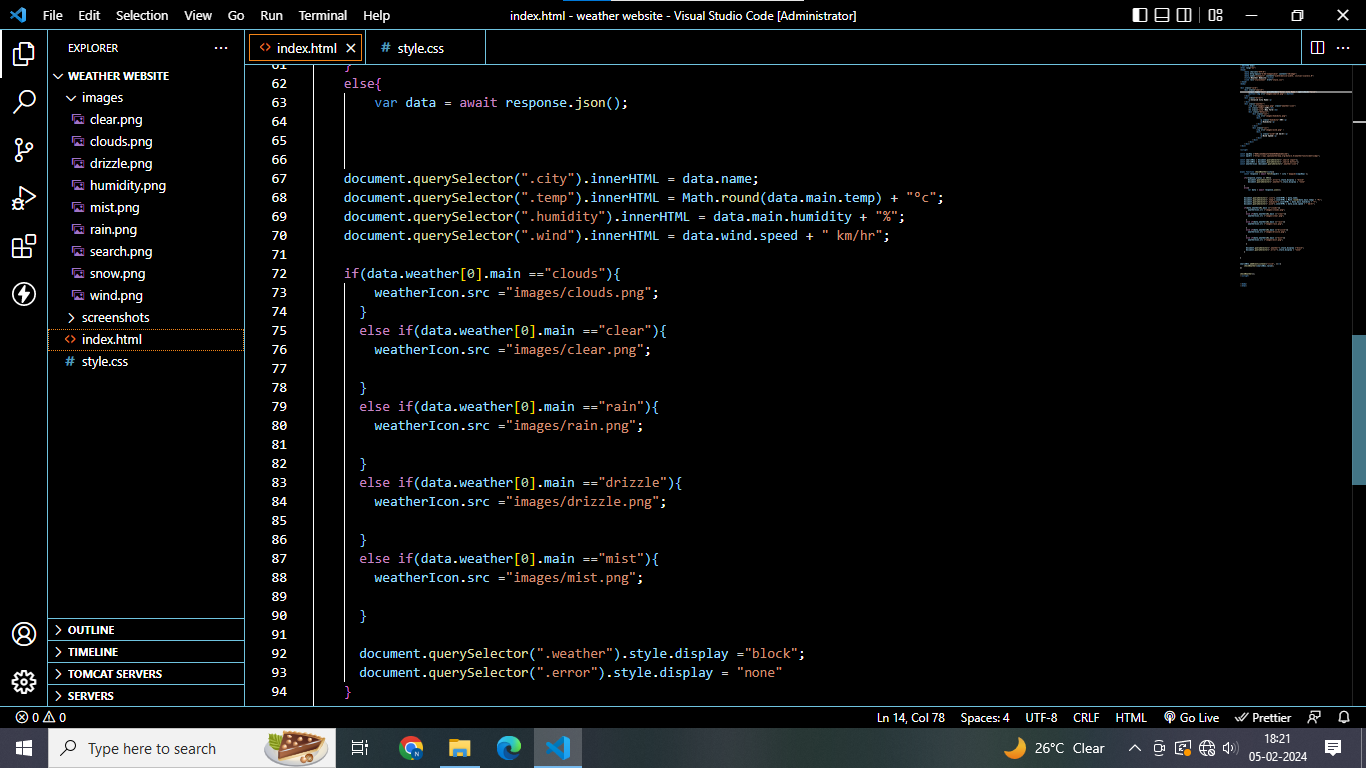 File Edit Selection View Go Run Terminal Help index.html - weather website - Visual Studio Code [Administrator]
EXPLORER
WEATHER WEBSITE
images
clear.png
clouds.png
drizzle.png
humidity.png
mist.png
rain.png
search.png
snow.png
wind.png
screenshots
index.html
style.css
OUTLINE
TIMELINE
TOMCAT SERVERS
SERVERS
index.html style.css
61 }
62 else{
63 var data = await response.json();
64
65
66
67 document.querySelector(".city").innerHTML = data.name;
68 document.querySelector(".temp").innerHTML = Math.round(data.main.temp) + "°c";
69 document.querySelector(".humidity").innerHTML = data.main.humidity + "%";
70 document.querySelector(".wind").innerHTML = data.wind.speed + " km/hr";
71
72 if(data.weather[0].main =="clouds"){
73 weatherIcon.src ="images/clouds.png";
74 }
75 else if(data.weather[0].main =="clear"){
76 weatherIcon.src ="images/clear.png";
77
78 }
79 else if(data.weather[0].main =="rain"){
80 weatherIcon.src ="images/rain.png";
81
82 }
83 else if(data.weather[0].main =="drizzle"){
84 weatherIcon.src ="images/drizzle.png";
85
86 }
87 else if(data.weather[0].main =="mist"){
88 weatherIcon.src ="images/mist.png";
89
90 }
91
92 document.querySelector(".weather").style.display ="block";
93 document.querySelector(".error").style.display = "none"
94 }
0 0 Ln 14, Col 78 Spaces: 4 UTF-8 CRLF HTML Go Live Prettier
Type here to search 26°C Clear 18:21
05-02-2024